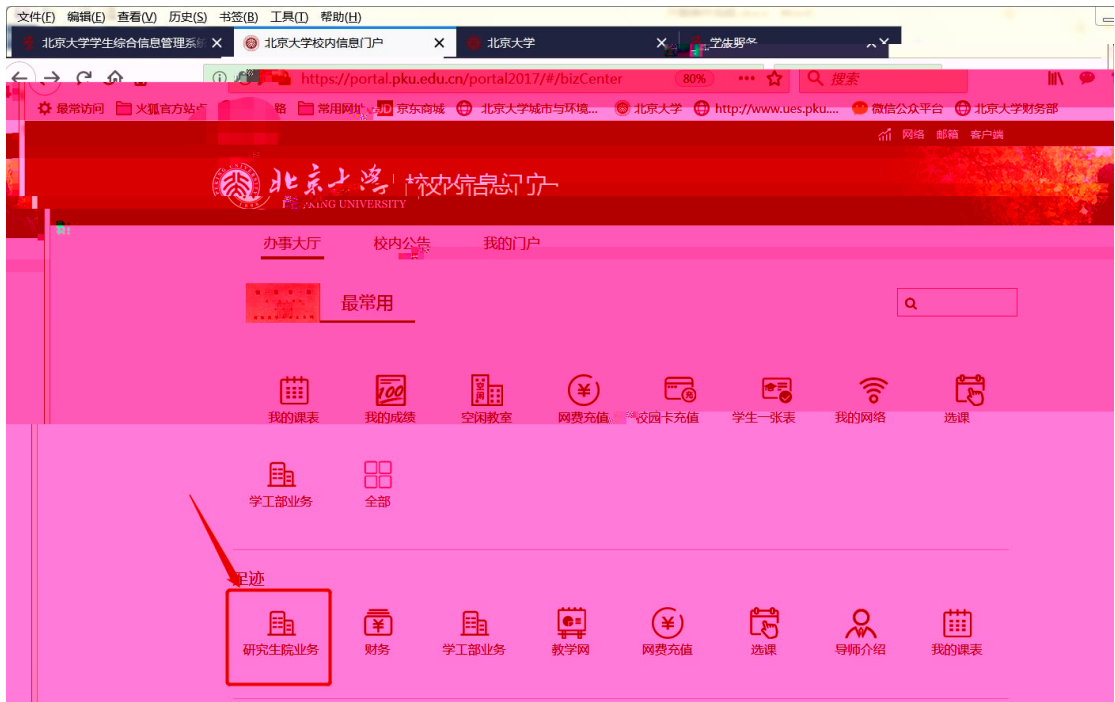 文件(F) 编辑(E) 查看(V) 历史(S) 书签(B) 工具(T) 帮助(H)
北京大学学生综合信息管理系统 北京大学校内信息门户 北京大学
https://portal.pku.edu.cn/portal2017/#/bizCenter 80% 搜索
最常访问 火狐官方站点 常用网址 京东商城 北京大学城市与环境... 北京大学 http://www.ues.pku.... 微信公众平台 北京大学财务部
网络 邮箱 客户端
北京大学 校内信息门户
PEKING UNIVERSITY
办事大厅 校内公告 我的门户
最常用
我的课表 我的成绩 空闲教室 网费充值 校园卡充值 学生一张表 我的网络 选课
学工部业务 全部
足迹
研究生院业务 财务 学工部业务 教学网 网费充值 选课 导师介绍 我的课表